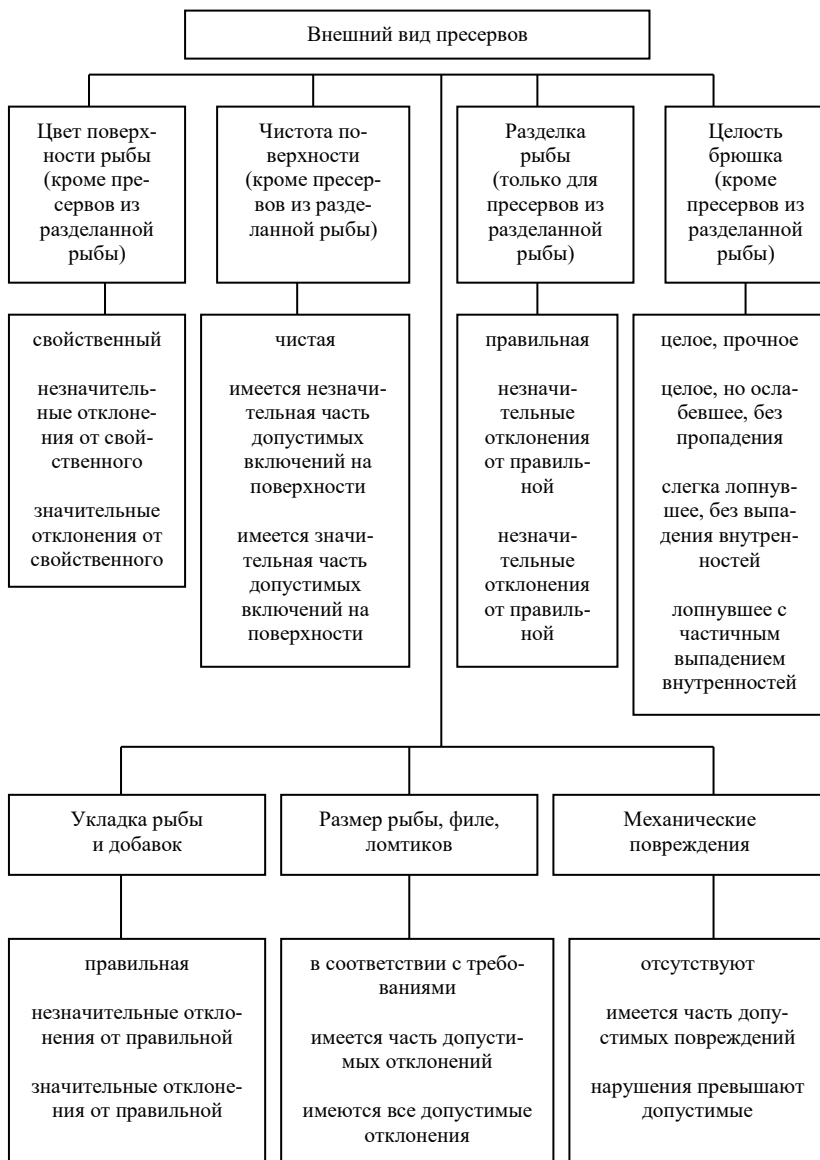 Внешний вид пресервов
Цвет поверх-
ности рыбы
(кроме пре-
сервов из
разделанной
рыбы)
Чистота по-
верхности
(кроме пресер-
вов из разде-
ланной рыбы)
Разделка
рыбы
(только для
пресервов из
разделанной
рыбы)
Целость
брюшка
(кроме
пресервов из
разделанной
рыбы)
свойственный
незначитель-
ные отклоне-
ния от свой-
ственного
значительные
отклонения от
свойственного
чистая
имеется незначи-
тельная часть
допустимых
включений на
поверхности
имеется значи-
тельная часть
допустимых
включений на
поверхности
правильная
незначи-
тельные
отклонения
от правиль-
ной
незначи-
тельные
отклонения
от правиль-
ной
целое, прочное
целое, но осла-
бевшее, без
пропадения
слегка лопнув-
шее, без выпа-
дения внутрен-
ностей
лопнувшее с
частичным
выпадением
внутренностей
Укладка рыбы
и добавок
Размер рыбы, филе,
ломтиков
Механические
повреждения
правильная
незначительные откло-
нения от правильной
значительные отклоне-
ния от правильной
в соответствии с требо-
ваниями
имеется часть допусти-
мых отклонений
имеются все допустимые
отклонения
отсутствуют
имеется часть допу-
стимых повреждений
нарушения превышают
допустимые